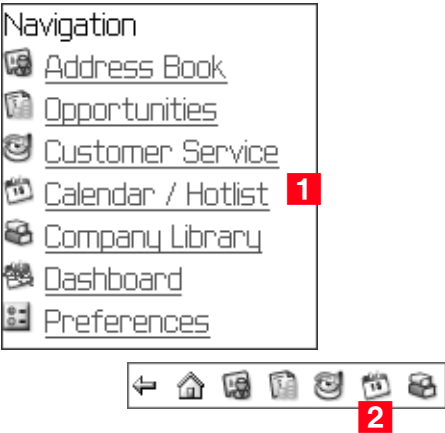 Navigation
Address Book
Opportunities
Customer Service
Calendar / Hotlist 1
Company Library
Dashboard
Preferences
2